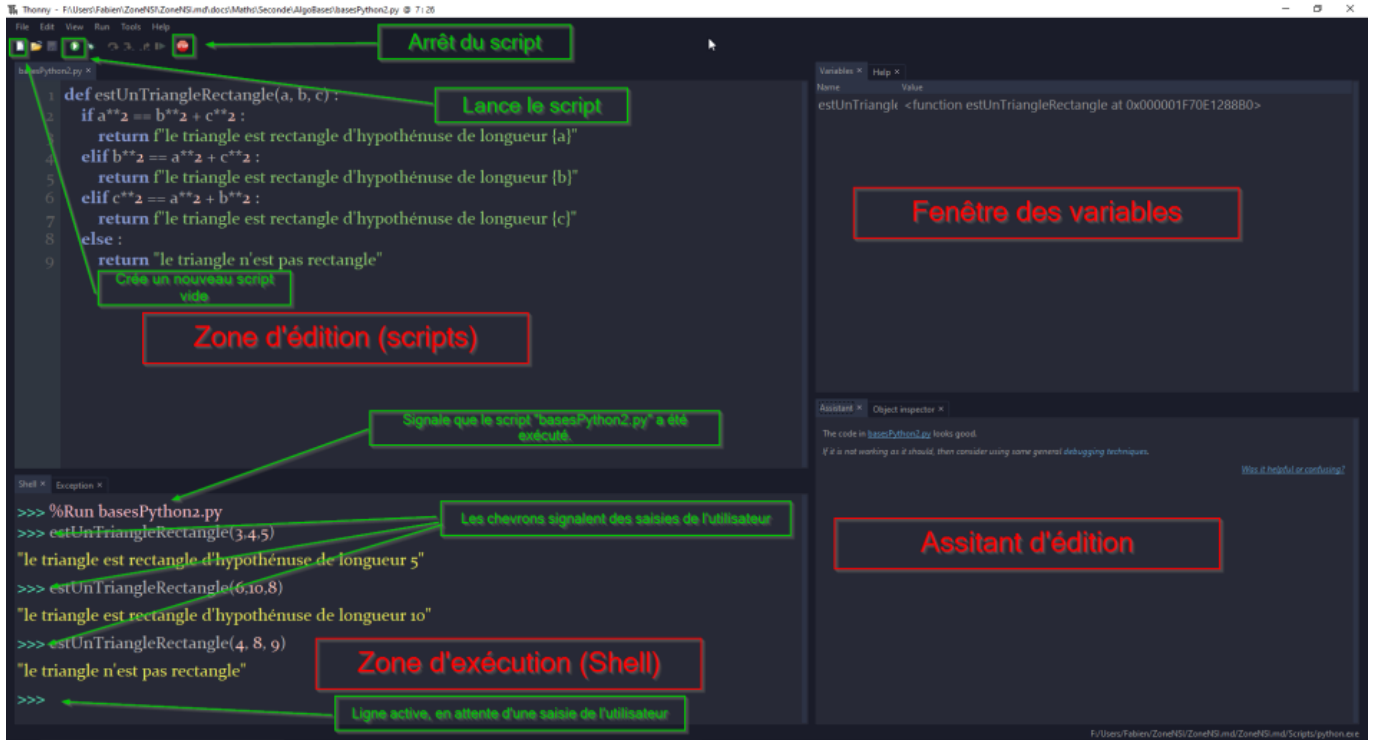 Thonny - F:\Users\Fabien\ZoneNSI\ZoneNSI.md\docs\Maths\Seconde\AlgoBases\basesPython2.py @ 7:26
File Edit View Run Tools Help
Arrêt du script
basesPython2.py ×
Lance le script
1 def estUnTriangleRectangle(a, b, c) :
2 if a**2 == b**2 + c**2 :
3 return f"le triangle est rectangle d'hypothénuse de longueur {a}"
4 elif b**2 == a**2 + c**2 :
5 return f"le triangle est rectangle d'hypothénuse de longueur {b}"
6 elif c**2 == a**2 + b**2 :
7 return f"le triangle est rectangle d'hypothénuse de longueur {c}"
8 else :
9 return "le triangle n'est pas rectangle"
Crée un nouveau script
vide
Zone d'édition (scripts)
Signale que le script "basesPython2.py" a été
exécuté.
Shell × Exception ×
>>> %Run basesPython2.py
>>> estUnTriangleRectangle(3,4,5)
Les chevrons signalent des saisies de l'utilisateur
"le triangle est rectangle d'hypothénuse de longueur 5"
>>> estUnTriangleRectangle(6,10,8)
"le triangle est rectangle d'hypothénuse de longueur 10"
>>> estUnTriangleRectangle(4, 8, 9)
"le triangle n'est pas rectangle"
Zone d'exécution (Shell)
>>>
Ligne active, en attente d'une saisie de l'utilisateur
Variables × Help ×
Name Value
estUnTriangle <function estUnTriangleRectangle at 0x000001F70E1288B0>
Fenêtre des variables
Assistant × Object inspector ×
The code in basesPython2.py looks good.
If it is not working as it should, then consider using some general debugging techniques.
Was it helpful or confusing?
Assitant d'édition
F:/Users/Fabien/ZoneNSI/ZoneNSI.md/ZoneNSI.md/Scripts/python.exe